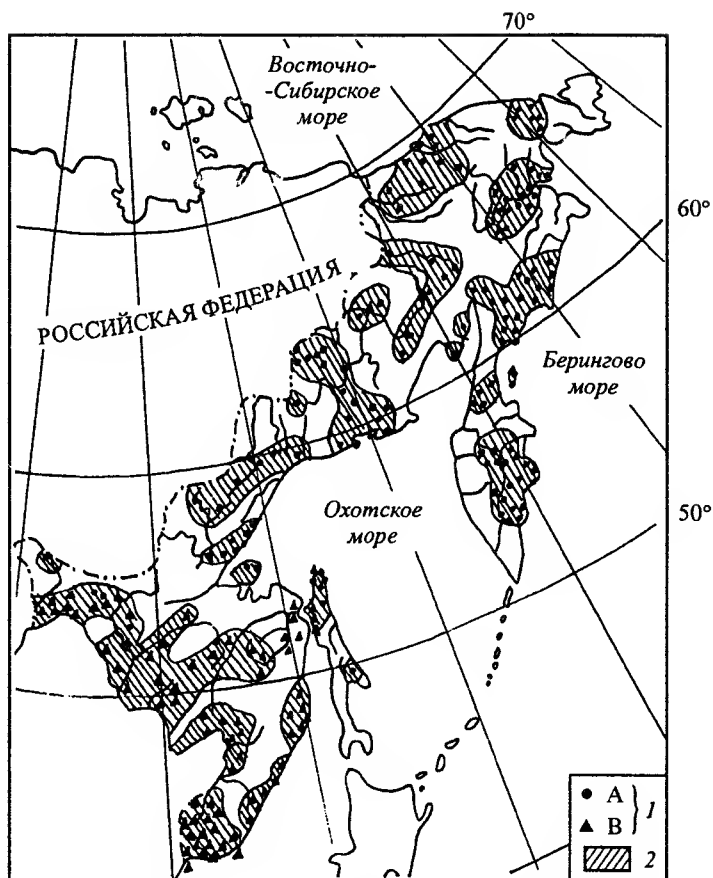 70°
Восточно-
-Сибирское
море
60°
РОССИЙСКАЯ ФЕДЕРАЦИЯ
Берингово
море
50°
Охотское
море
А } 1
В
2